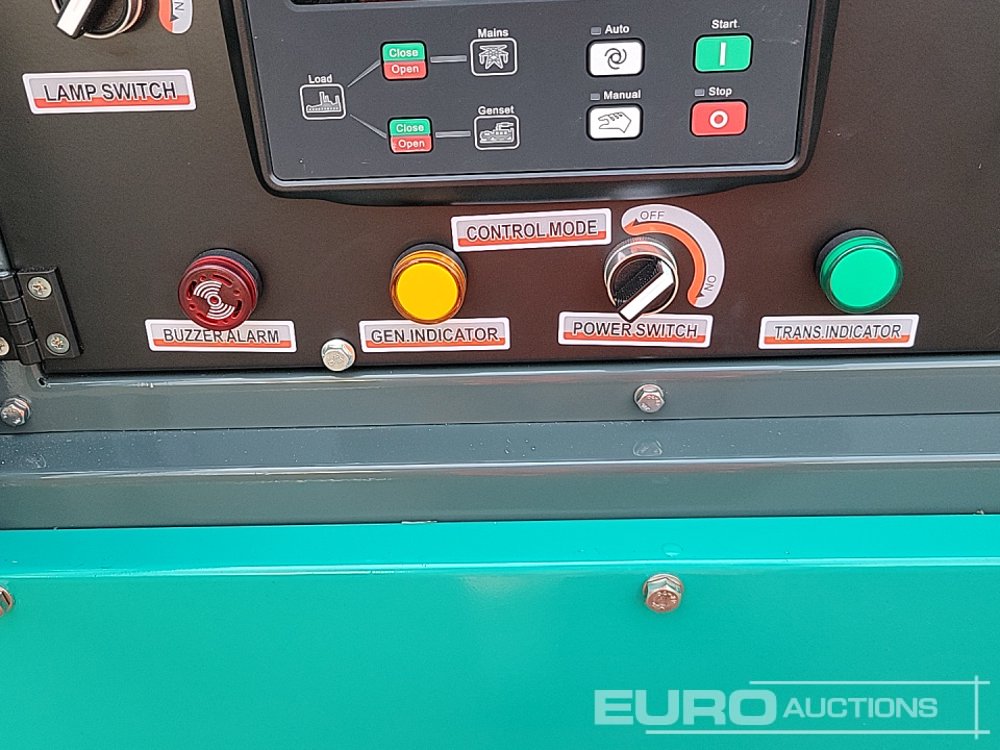 N
LAMP SWITCH
Mains
Close
Open
Load
Genset
Close
Open
Auto
Start
Manual
Stop
CONTROL MODE
OFF
ON
BUZZER ALARM
GEN.INDICATOR
POWER SWITCH
TRANS.INDICATOR
EURO AUCTIONS